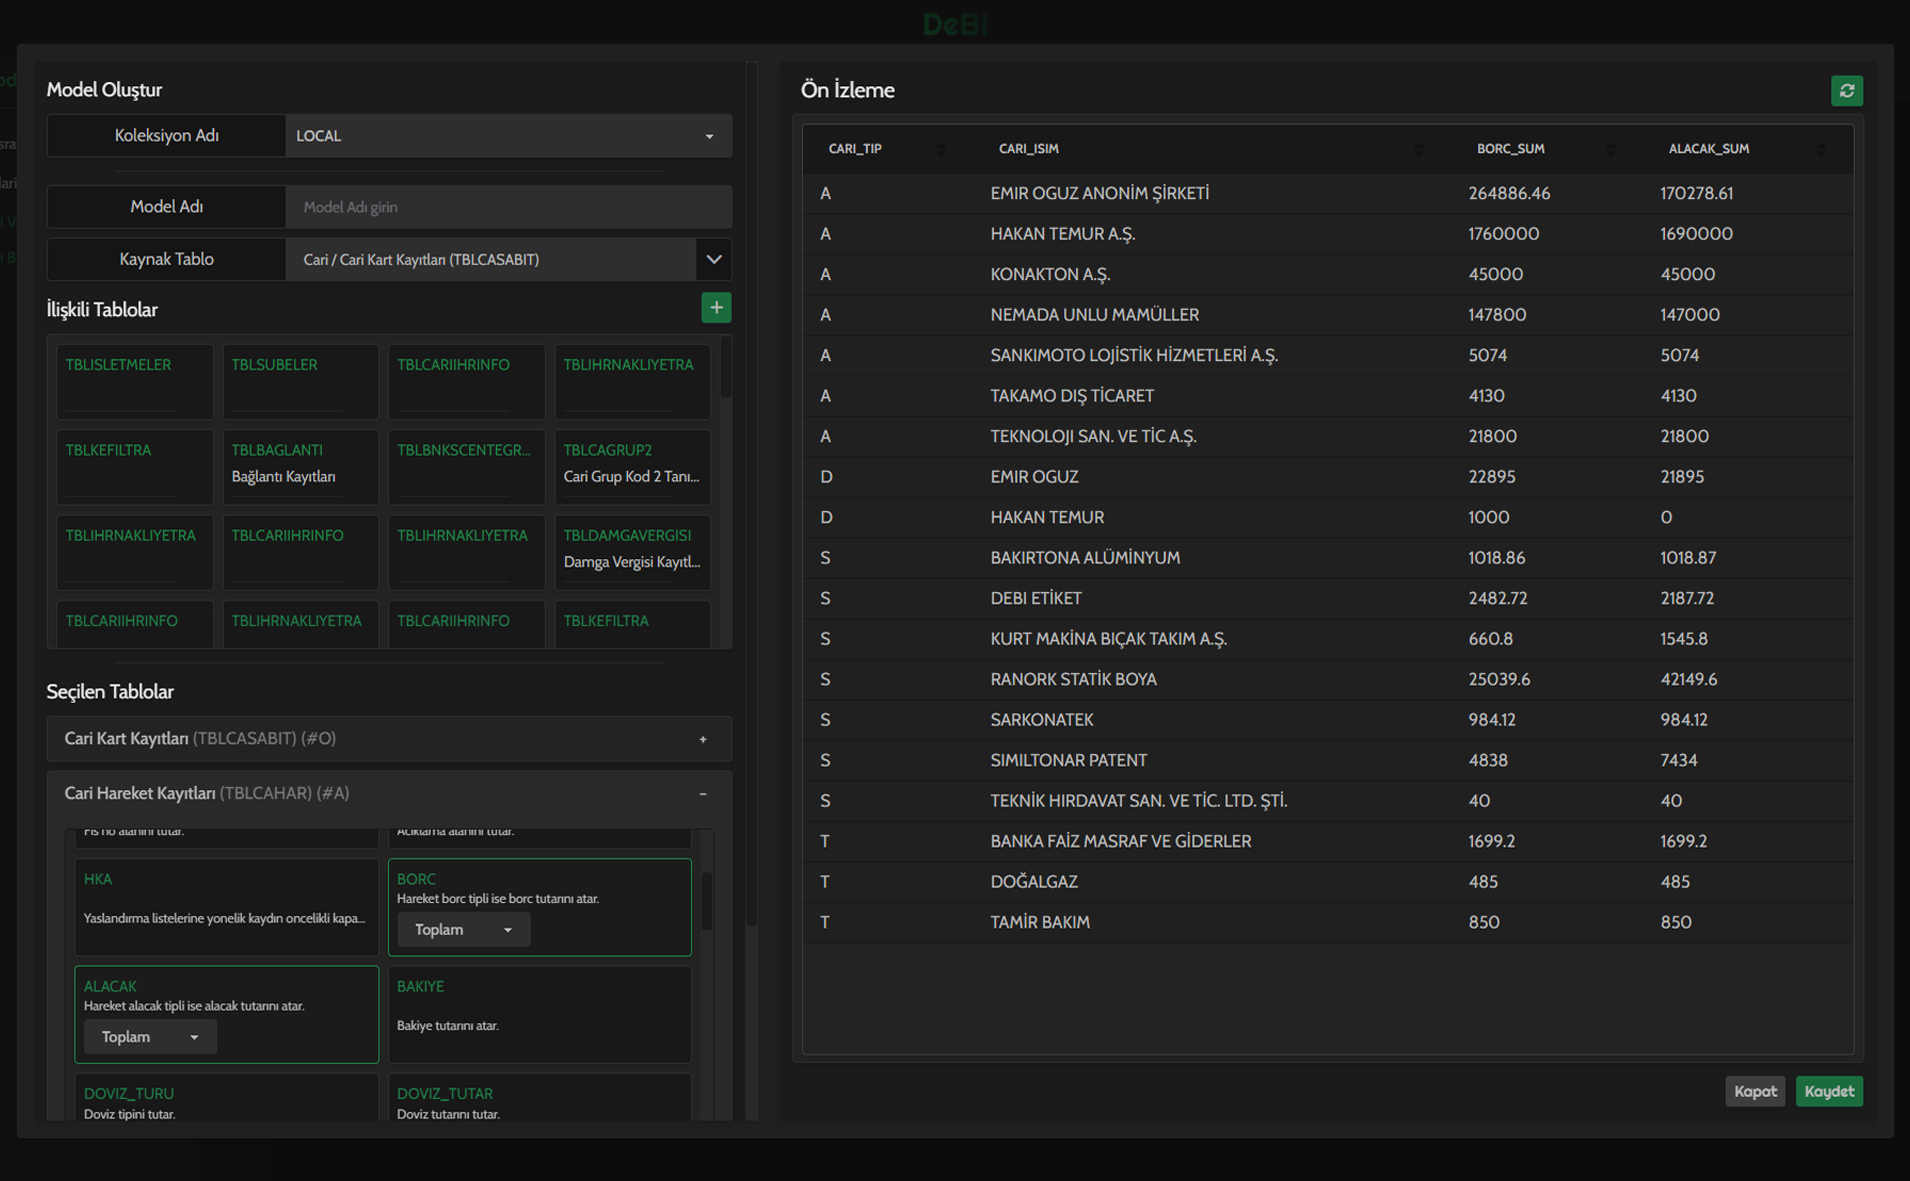 DeBI
Model Oluştur
Koleksiyon Adı
LOCAL
Model Adı
Model Adı girin
Kaynak Tablo
Cari / Cari Kart Kayıtları (TBLCASABIT)
İlişkili Tablolar
+
TBLISLETMELER
TBLSUBELER
TBLCARIIHRINFO
TBLIHRNAKLIYETRA
TBLKEFILTRA
TBLBAGLANTI
Bağlantı Kayıtları
TBLBNKSCENTEGR...
TBLCAGRUP2
Cari Grup Kod 2 Tanı...
TBLIHRNAKLIYETRA
TBLCARIIHRINFO
TBLIHRNAKLIYETRA
TBLDAMGAVERGISI
Damga Vergisi Kayıtl...
TBLCARIIHRINFO
TBLIHRNAKLIYETRA
TBLCARIIHRINFO
TBLKEFILTRA
Seçilen Tablolar
Cari Kart Kayıtları (TBLCASABIT) (#O)
+
Cari Hareket Kayıtları (TBLCAHAR) (#A)
-
Fis no alanini tutar.
Aciklama alanini tutar.
HKA
Yaslandırma listelerine yonelik kaydın oncelikli kapa...
BORC
Hareket borc tipli ise borc tutarını atar.
Toplam
ALACAK
Hareket alacak tipli ise alacak tutarını atar.
Toplam
BAKIYE
Bakiye tutarını atar.
DOVIZ_TURU
Doviz tipini tutar.
DOVIZ_TUTAR
Doviz tutarını tutar.
Ön İzleme
CARI_TIP CARI_ISIM BORC_SUM ALACAK_SUM
A EMIR OGUZ ANONİM ŞİRKETİ 264886.46 170278.61
A HAKAN TEMUR A.Ş. 1760000 1690000
A KONAKTON A.Ş. 45000 45000
A NEMADA UNLU MAMÜLLER 147800 147000
A SANKIMOTO LOJİSTİK HİZMETLERİ A.Ş. 5074 5074
A TAKAMO DIŞ TİCARET 4130 4130
A TEKNOLOJI SAN. VE TİC A.Ş. 21800 21800
D EMIR OGUZ 22895 21895
D HAKAN TEMUR 1000 0
S BAKIRTONA ALÜMİNYUM 1018.86 1018.87
S DEBI ETİKET 2482.72 2187.72
S KURT MAKİNA BIÇAK TAKIM A.Ş. 660.8 1545.8
S RANORK STATİK BOYA 25039.6 42149.6
S SARKONATEK 984.12 984.12
S SIMILTONAR PATENT 4838 7434
S TEKNİK HIRDAVAT SAN. VE TİC. LTD. ŞTİ. 40 40
T BANKA FAİZ MASRAF VE GİDERLER 1699.2 1699.2
T DOĞALGAZ 485 485
T TAMİR BAKIM 850 850
Kapat
Kaydet